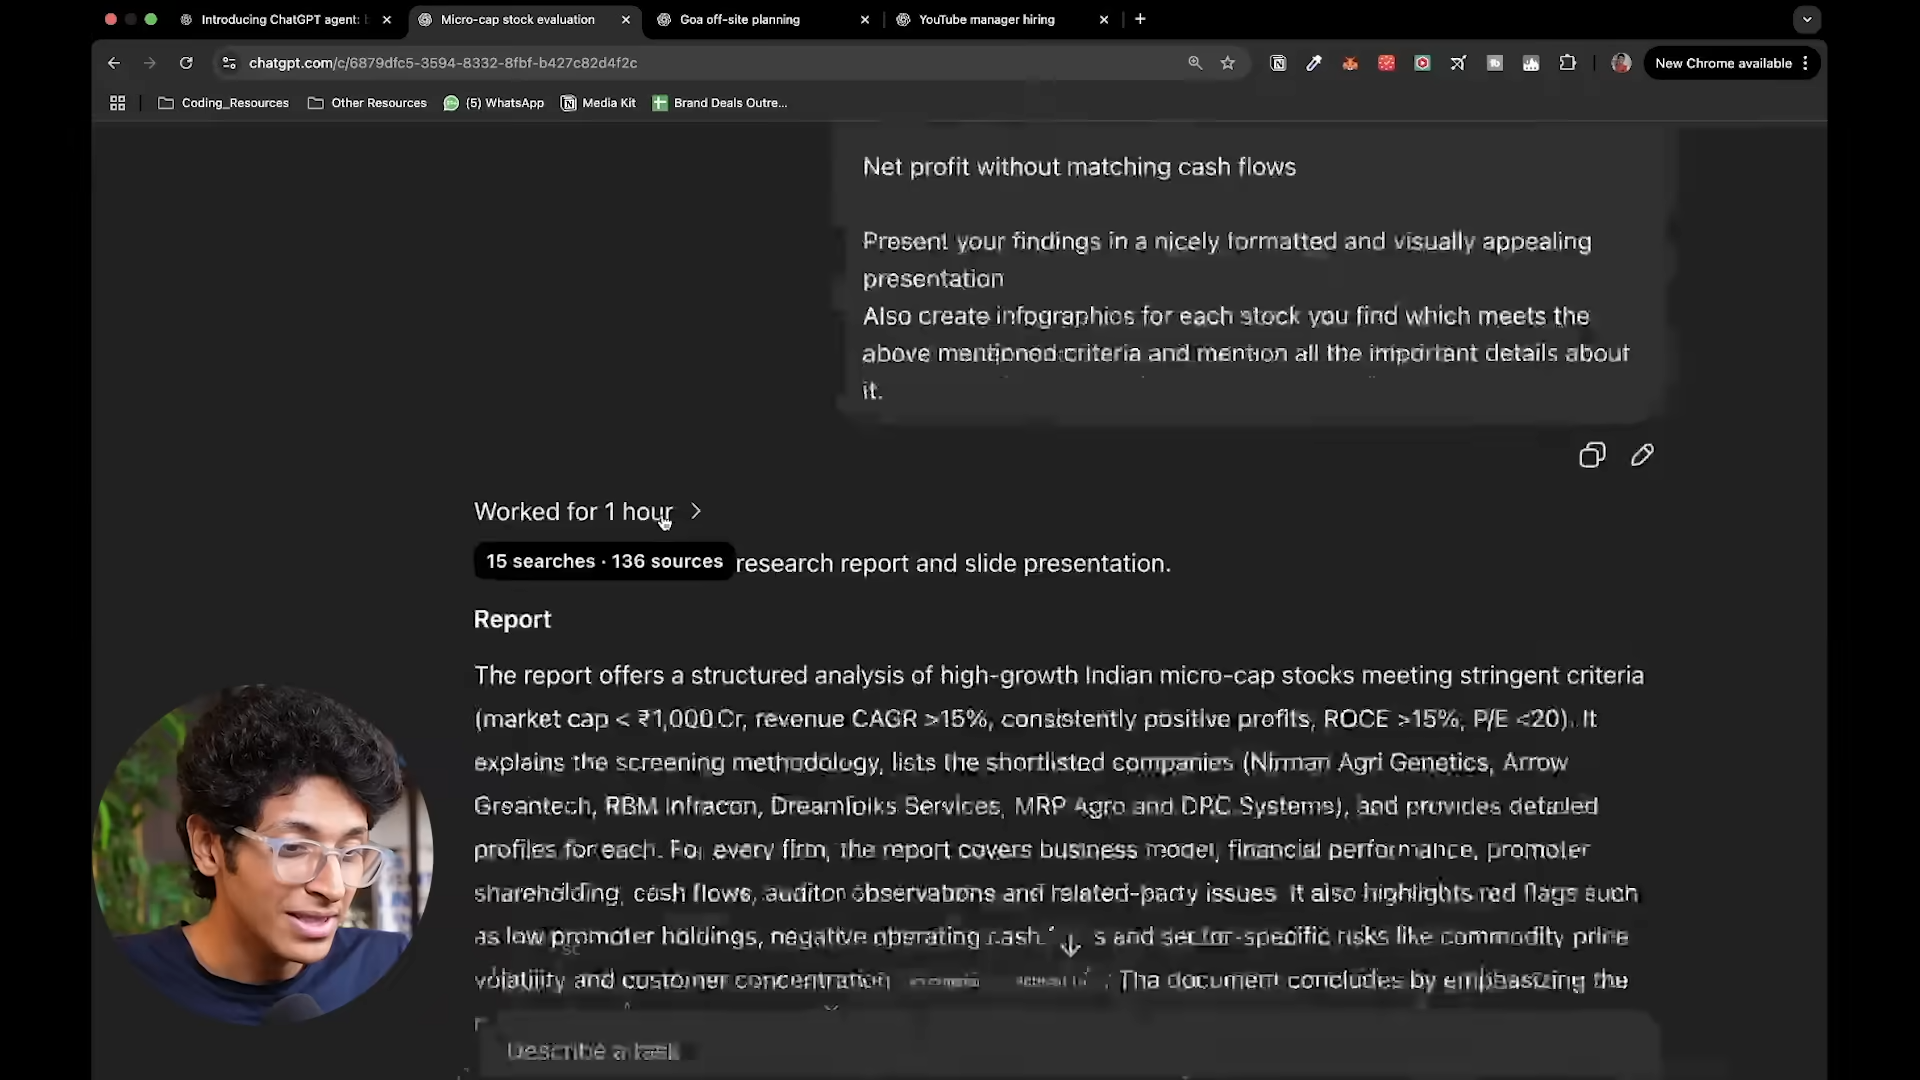 Introducing ChatGPT agent:
Micro-cap stock evaluation
Goa off-site planning
YouTube manager hiring
chatgpt.com/c/6879dfc5-3594-8332-8fbf-b427c82d4f2c
New Chrome available
Coding_Resources
Other Resources
(5) WhatsApp
Media Kit
Brand Deals Outre...
Net profit without matching cash flows
Present your findings in a nicely formatted and visually appealing
presentation
Also create infographics for each stock you find which meets the
above mentioned criteria and mention all the important details about
it.
Worked for 1 hour
15 searches · 136 sources
research report and slide presentation.
Report
The report offers a structured analysis of high-growth Indian micro-cap stocks meeting stringent criteria
(market cap < ₹1,000 Cr, revenue CAGR >15%, consistently positive profits, ROCE >15%, P/E <20). It
explains the screening methodology, lists the shortlisted companies (Nirman Agri Genetics, Arrow
Greentech, RBM Infracon, Dreamfolks Services, MRP Agro and DRC Systems), and provides detailed
profiles for each. For every firm, the report covers business model, financial performance, promoter
shareholding, cash flows, auditor observations and related-party issues. It also highlights red flags such
as low promoter holdings, negative operating cash and sector-specific risks like commodity price
volatility and customer concentration The document concludes by emphasizing the
Describe a task